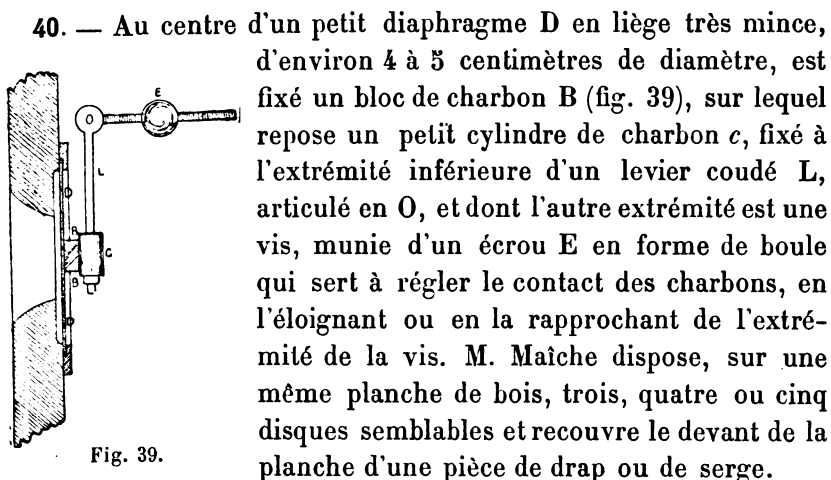 40. — Au centre d'un petit diaphragme D en liège très mince,
d'environ 4 à 5 centimètres de diamètre, est
fixé un bloc de charbon B (fig. 39), sur lequel
repose un petit cylindre de charbon c, fixé à
l'extrémité inférieure d'un levier coudé L,
articulé en O, et dont l'autre extrémité est une
vis, munie d'un écrou E en forme de boule
qui sert à régler le contact des charbons, en
l'éloignant ou en la rapprochant de l'extré-
mité de la vis. M. Maîche dispose, sur une
même planche de bois, trois, quatre ou cinq
disques semblables et recouvre le devant de la
planche d'une pièce de drap ou de serge.
E
O
L
D
C
B
Fig. 39.